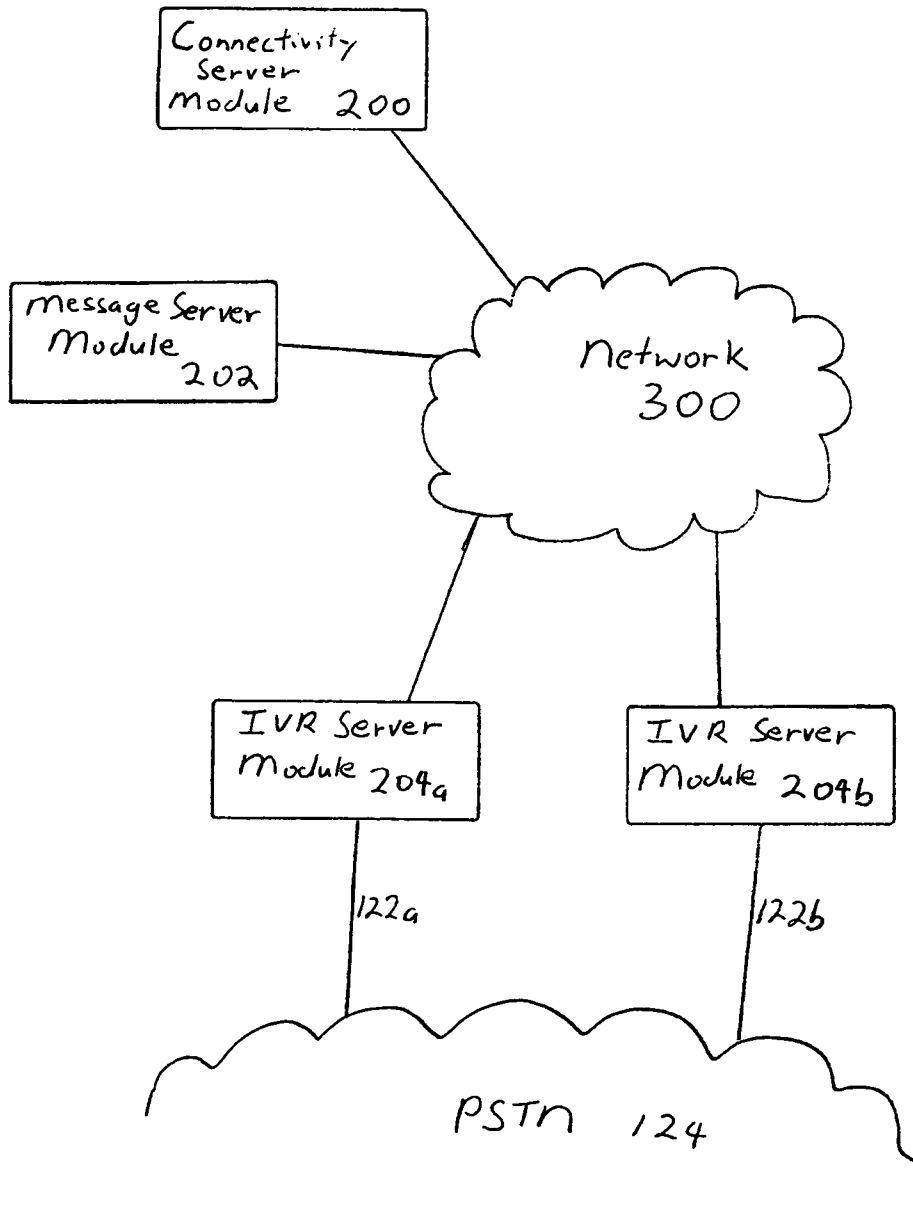 Connectivity
Server
Module 200
Message Server
Module
202
Network
300
IVR Server
Module 204a
IVR Server
Module 204b
122a
122b
PSTN 124